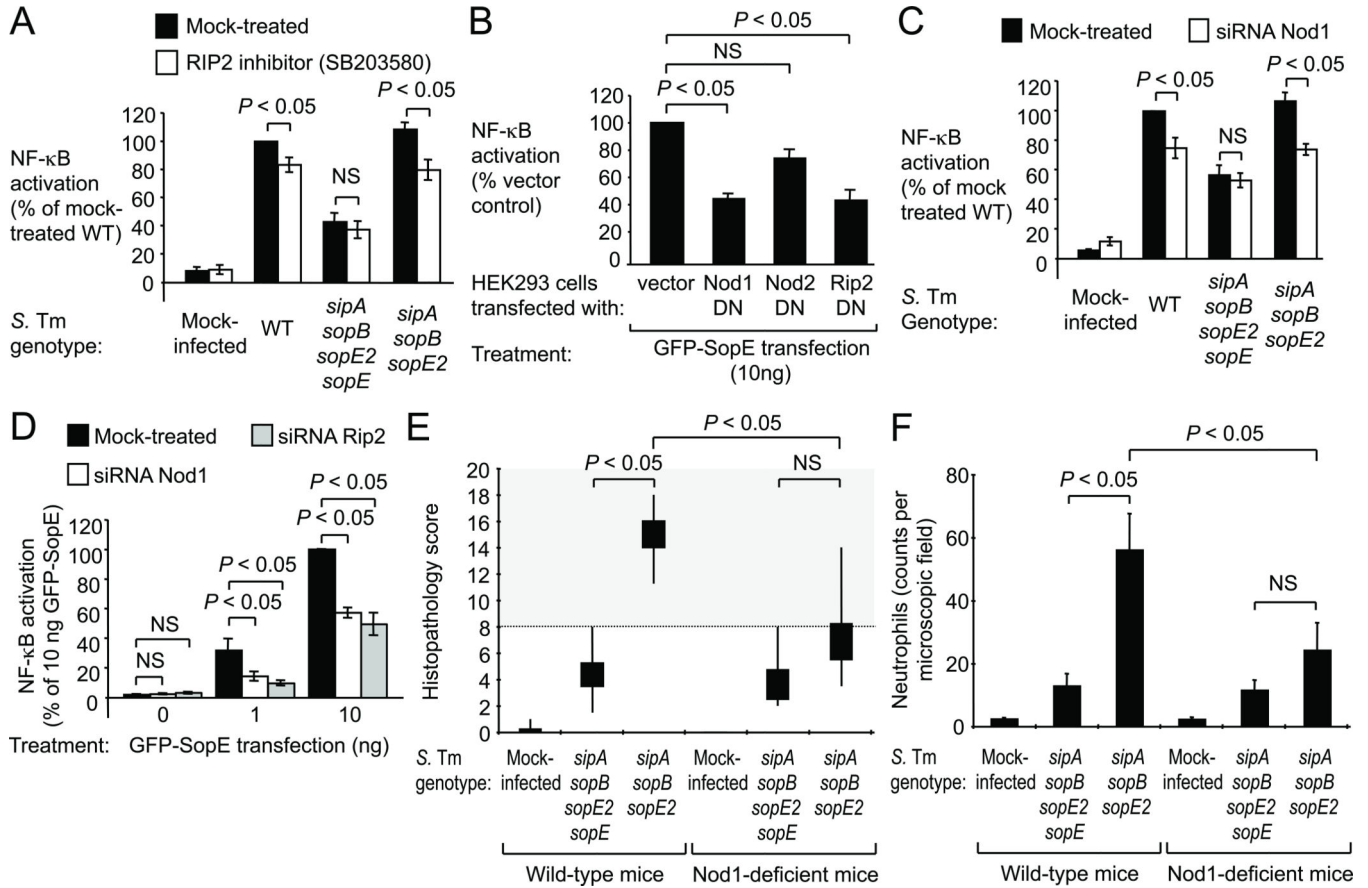 A
Mock-treated
RIP2 inhibitor (SB203580)
P < 0.05
P < 0.05
NS
NF-κB
activation
(% of mock-
treated WT)
120
100
80
60
40
20
0
S. Tm
genotype:
Mock-
infected
WT
sipA
sopB
sopE2
sopE
sipA
sopB
sopE2
B
P < 0.05
NS
P < 0.05
NF-κB
activation
(% vector
control)
120
100
80
60
40
20
0
HEK293 cells
transfected with:
vector
Nod1
DN
Nod2
DN
Rip2
DN
Treatment:
GFP-SopE transfection
(10ng)
C
Mock-treated
siRNA Nod1
P < 0.05
P < 0.05
NS
NF-κB
activation
(% of mock
treated WT)
120
100
80
60
40
20
0
S. Tm
Genotype:
Mock-
infected
WT
sipA
sopB
sopE2
sopE
sipA
sopB
sopE2
D
Mock-treated
siRNA Rip2
siRNA Nod1
P < 0.05
P < 0.05
P < 0.05
P < 0.05
NS
NS
NF-κB activation
(% of 10 ng GFP-SopE)
120
100
80
60
40
20
0
0 1 10
Treatment: GFP-SopE transfection (ng)
E
P < 0.05
P < 0.05
NS
Histopathology score
20
18
16
14
12
10
8
6
4
2
0
S. Tm
genotype:
Mock-
infected
sipA
sopB
sopE2
sopE
sipA
sopB
sopE2
Mock-
infected
sipA
sopB
sopE2
sopE
sipA
sopB
sopE2
Wild-type mice
Nod1-deficient mice
F
P < 0.05
P < 0.05
NS
Neutrophils (counts per
microscopic field)
80
60
40
20
0
S. Tm
genotype:
Mock-
infected
sipA
sopB
sopE2
sopE
sipA
sopB
sopE2
Mock-
infected
sipA
sopB
sopE2
sopE
sipA
sopB
sopE2
Wild-type mice
Nod1-deficient mice